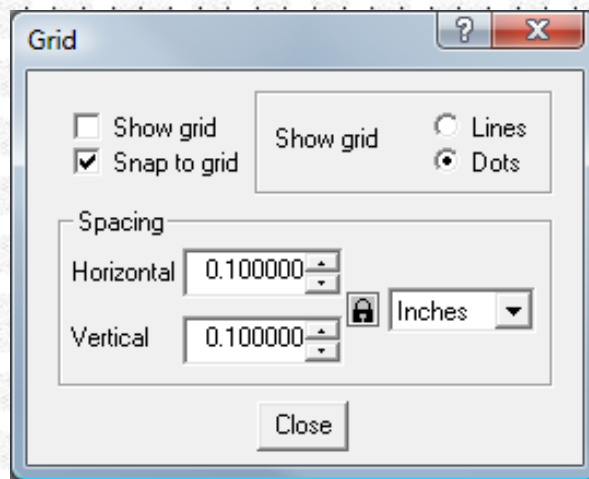 Grid
Show grid
Snap to grid
Show grid
Lines
Dots
Spacing
Horizontal 0.100000
Vertical 0.100000
Inches
Close